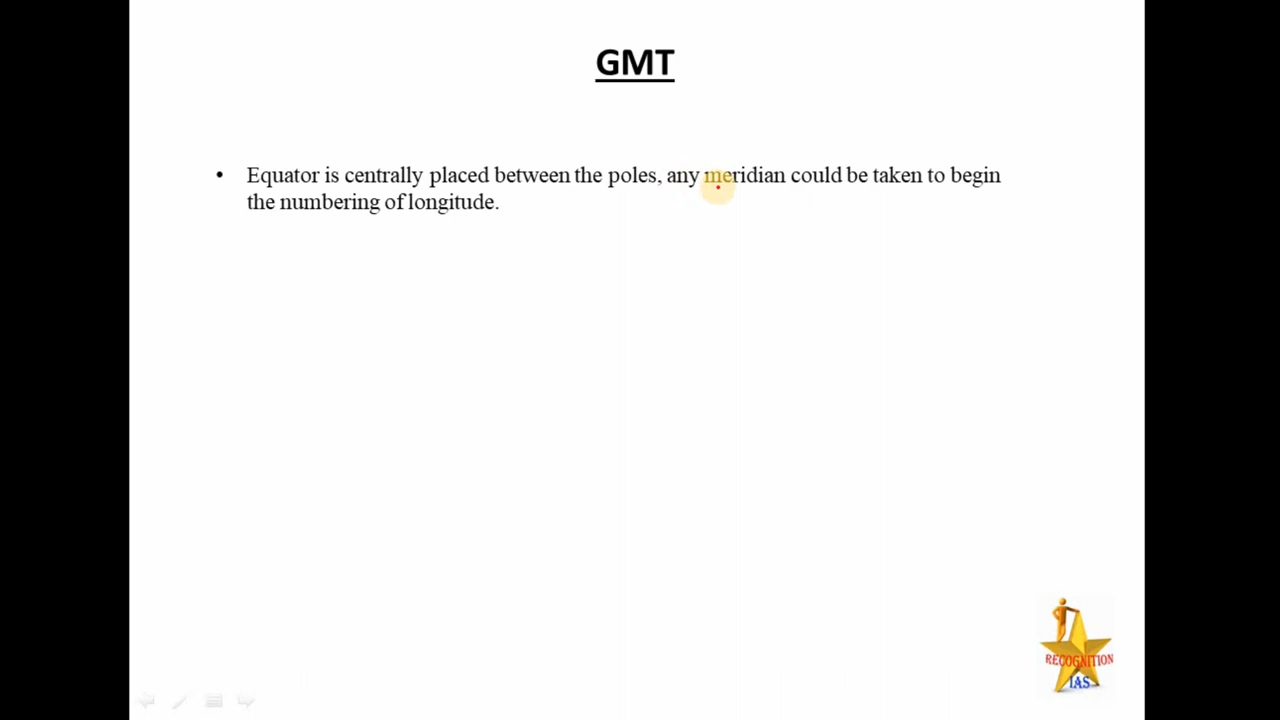 GMT
• Equator is centrally placed between the poles, any meridian could be taken to begin
the numbering of longitude.
RECOGNITION
IAS